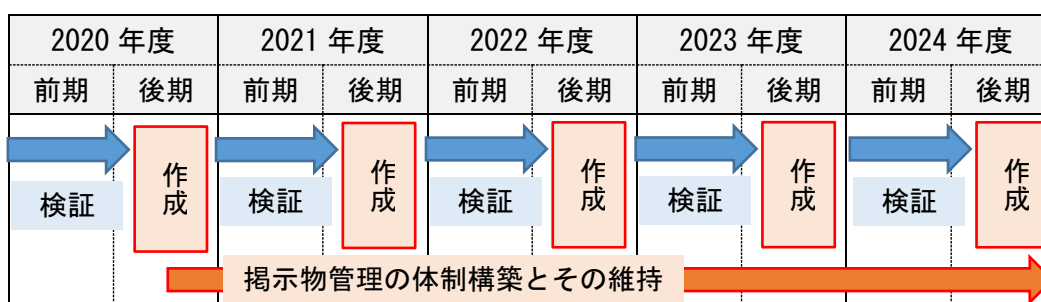 2020 年度 2021 年度 2022 年度 2023 年度 2024 年度
前期 後期 前期 後期 前期 後期 前期 後期 前期 後期
検証 作成 検証 作成 検証 作成 検証 作成 検証 作成
掲示物管理の体制構築とその維持